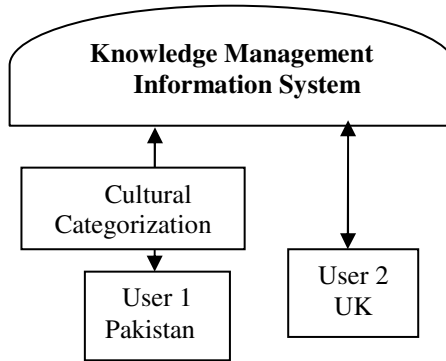 Knowledge Management
Information System
Cultural
Categorization
User 1
Pakistan
User 2
UK